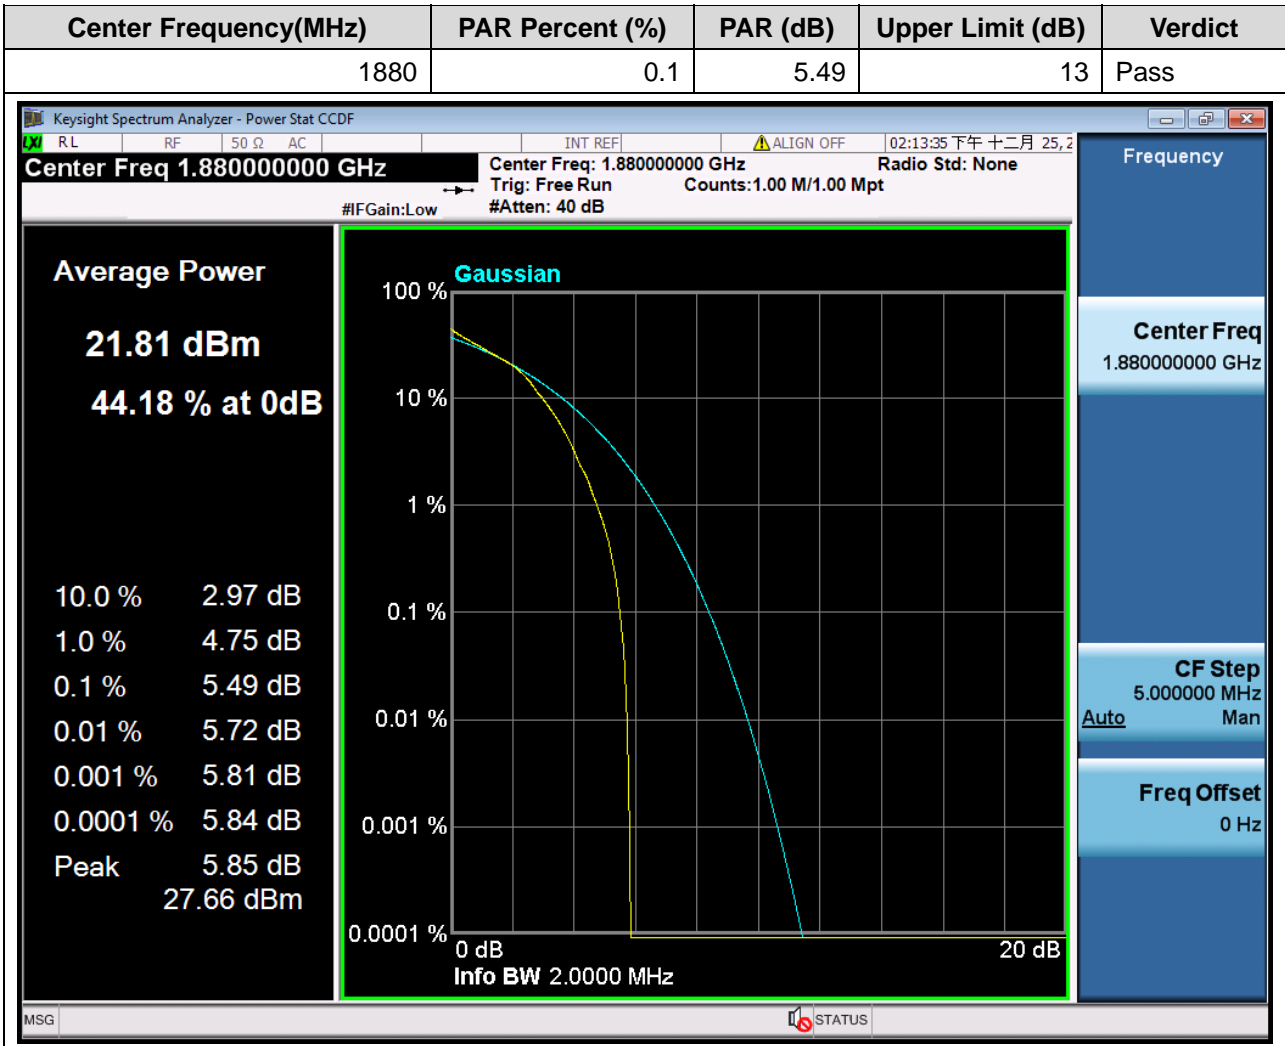 Center Frequency(MHz) PAR Percent (%) PAR (dB) Upper Limit (dB) Verdict
1880 0.1 5.49 13 Pass
Keysight Spectrum Analyzer - Power Stat CCDF
LXI RL RF 50 Ω AC INT REF ALIGN OFF 02:13:35 下午 十二月 25, 2
Center Freq 1.880000000 GHz
Center Freq: 1.880000000 GHz Radio Std: None
Trig: Free Run Counts:1.00 M/1.00 Mpt
#IFGain:Low #Atten: 40 dB
Average Power
21.81 dBm
44.18 % at 0dB
10.0 % 2.97 dB
1.0 % 4.75 dB
0.1 % 5.49 dB
0.01 % 5.72 dB
0.001 % 5.81 dB
0.0001 % 5.84 dB
Peak 5.85 dB
27.66 dBm
Gaussian
100 %
10 %
1 %
0.1 %
0.01 %
0.001 %
0.0001 %
0 dB 20 dB
Info BW 2.0000 MHz
Frequency
Center Freq
1.880000000 GHz
CF Step
5.000000 MHz
Auto Man
Freq Offset
0 Hz
MSG STATUS